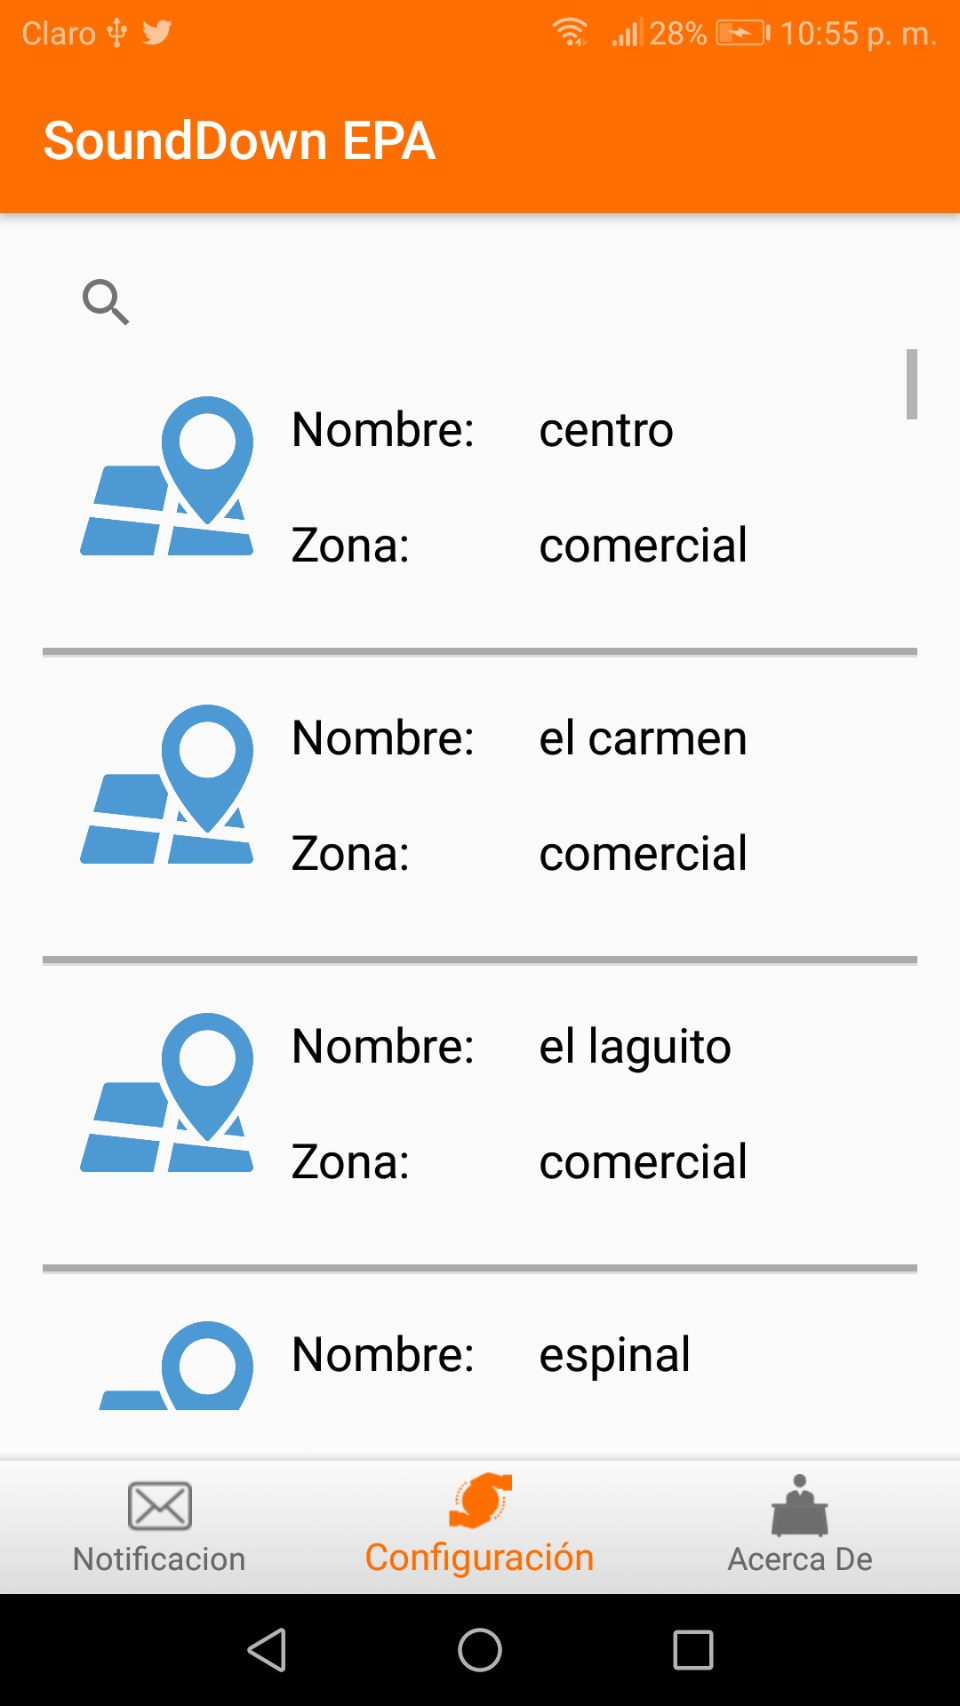 Claro 28% 10:55 p. m.
SoundDown EPA
Nombre: centro
Zona: comercial
Nombre: el carmen
Zona: comercial
Nombre: el laguito
Zona: comercial
Nombre: espinal
Notificacion Configuración Acerca De